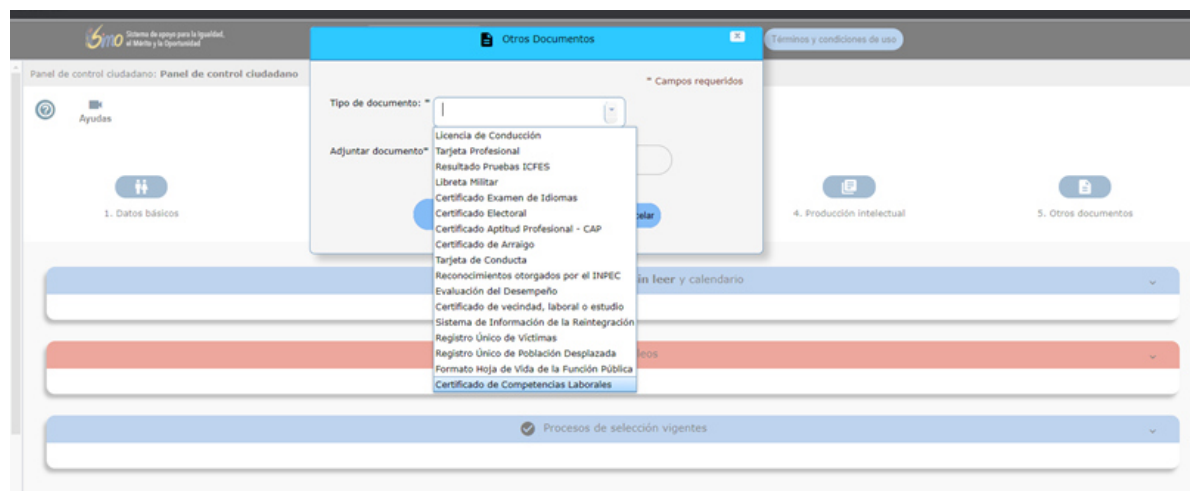 Simo Sistema de apoyo para la Igualdad,
el Mérito y la Oportunidad
Otros Documentos
x
Términos y condiciones de uso
Panel de control ciudadano: Panel de control ciudadano
* Campos requeridos
Ayudas
Tipo de documento: *
Adjuntar documento*
Licencia de Conducción
Tarjeta Profesional
Resultado Pruebas ICFES
Libreta Militar
Certificado Examen de Idiomas
Certificado Electoral
Certificado Aptitud Profesional - CAP
Certificado de Arraigo
Tarjeta de Conducta
Reconocimientos otorgados por el INPEC
Evaluación del Desempeño
Certificado de vecindad, laboral o estudio
Sistema de Información de la Reintegración
Registro Único de Víctimas
Registro Único de Población Desplazada
Formato Hoja de Vida de la Función Pública
Certificado de Competencias Laborales
1. Datos básicos
4. Producción intelectual
5. Otros documentos
leer y calendario
Procesos de selección vigentes